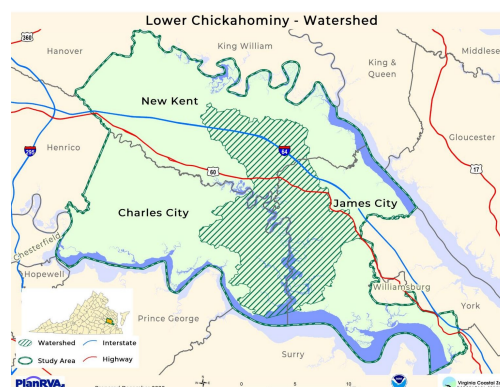 Lower Chickahominy - Watershed
360
Hanover
King William
Middlese
King &
Queen
New Kent
Gloucester
295
Henrico
64
17
60
Charles City
James City
Chesterfield
Hopewell
Williamsburg
York
Prince George
Surry
Watershed
Interstate
Study Area
Highway
PlanRVA
0
5
10
Virginia Coastal Z